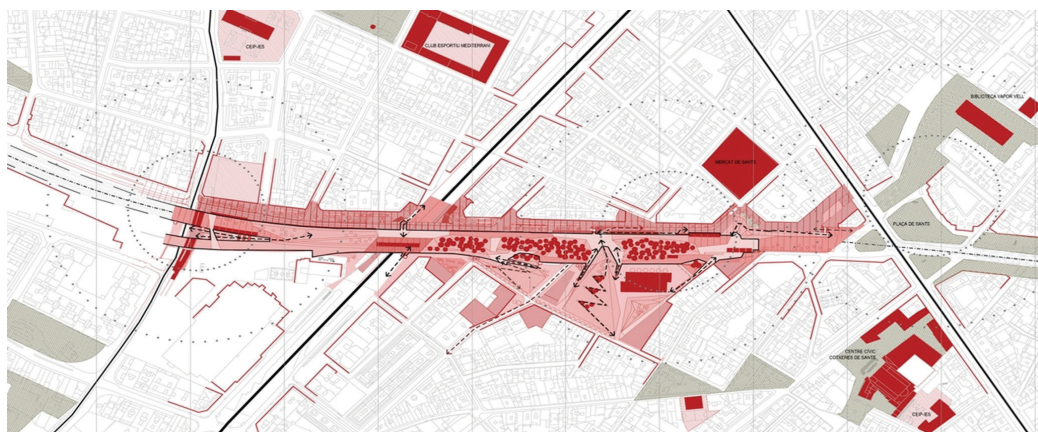 CEIP-IES
CLUB ESPORTIU MEDITERRANI
BIBLIOTECA VAPOR VELL
MERCAT DE SANTS
PLAÇA DE SANTS
CENTRE CÍVIC
COTXERES DE SANTS
CEIP-IES